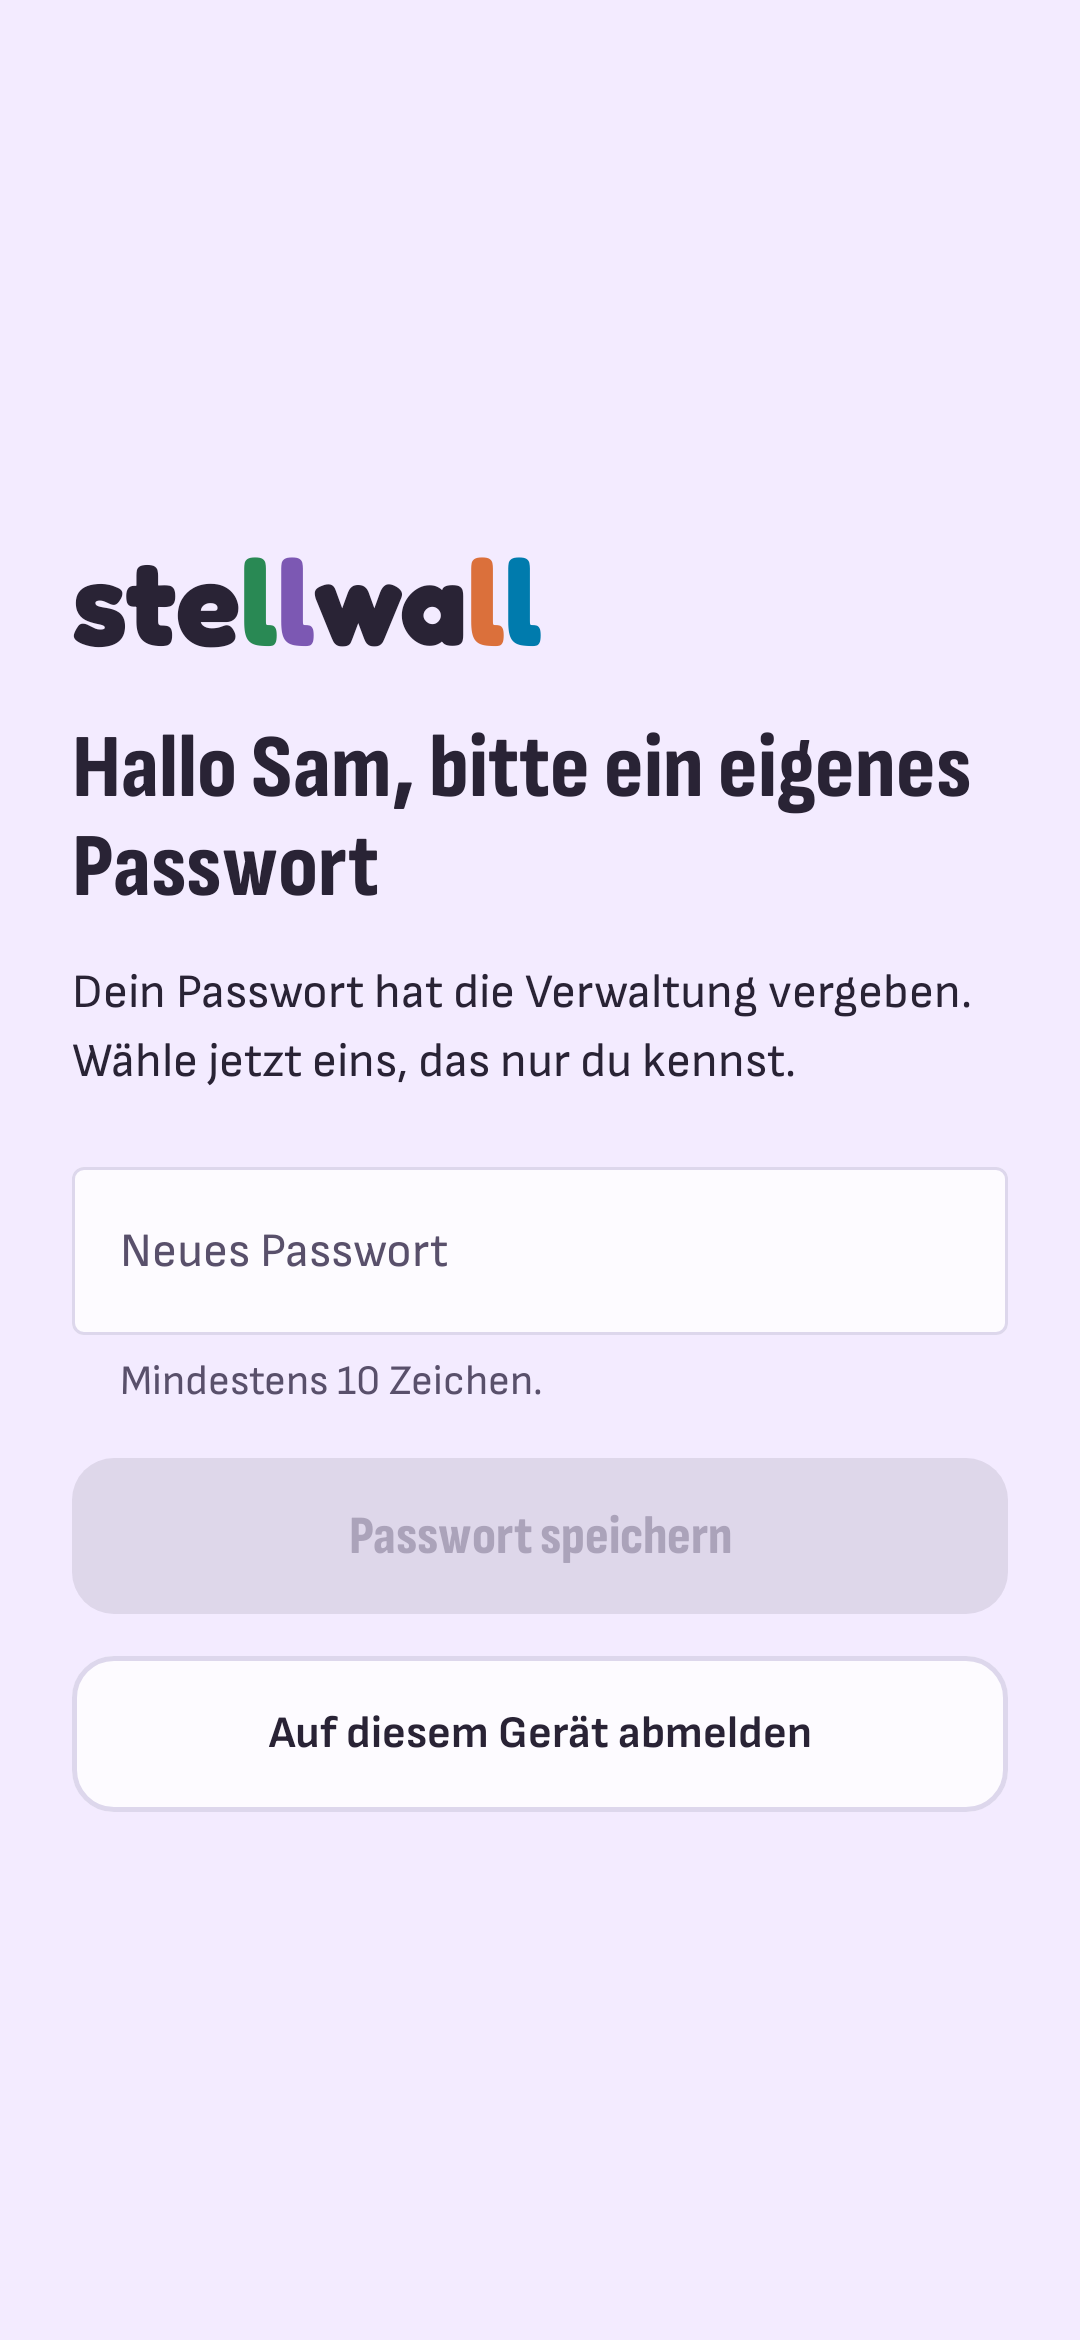 stellwall
Hallo Sam, bitte ein eigenes
Passwort
Dein Passwort hat die Verwaltung vergeben.
Wähle jetzt eins, das nur du kennst.
Neues Passwort
Mindestens 10 Zeichen.
Passwort speichern
Auf diesem Gerät abmelden